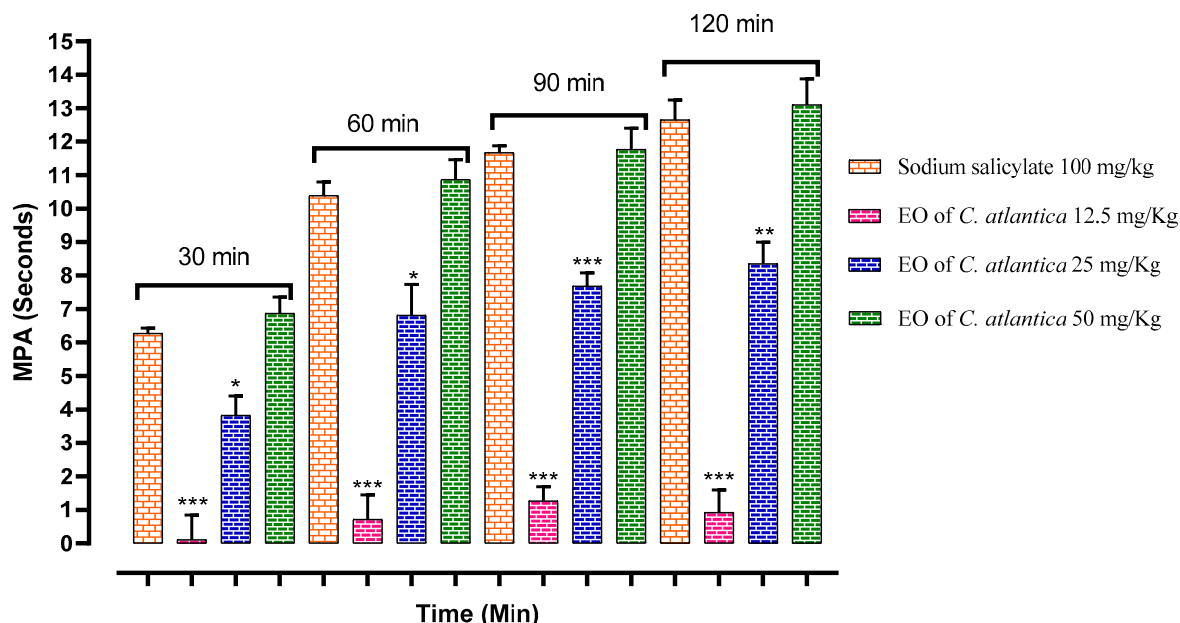 120 min
90 min
60 min
30 min
15
14
13
12
11
10
9
8
7
6
5
4
3
2
1
0
MPA (Seconds)
***
*
***
*
***
***
***
**
Time (Min)
Sodium salicylate 100 mg/kg
EO of C. atlantica 12.5 mg/Kg
EO of C. atlantica 25 mg/Kg
EO of C. atlantica 50 mg/Kg